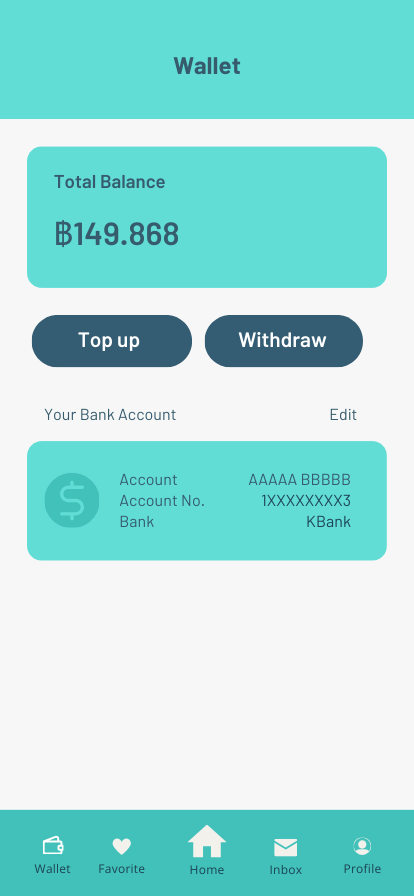 Wallet
Total Balance
฿149.868
Top up Withdraw
Your Bank Account Edit
Account AAAAA BBBBB
Account No. 1XXXXXXXX3
Bank KBank
Wallet Favorite Home Inbox Profile